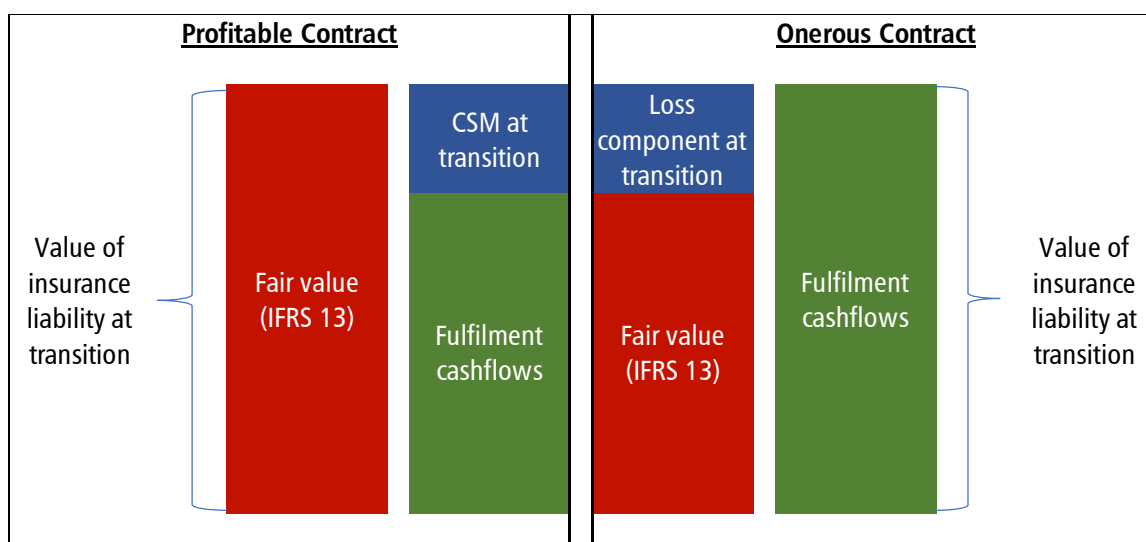 Profitable Contract
Value of
insurance
liability at
transition
Fair value
(IFRS 13)
CSM at
transition
Fulfilment
cashflows
Onerous Contract
Loss
component at
transition
Fair value
(IFRS 13)
Fulfilment
cashflows
Value of
insurance
liability at
transition